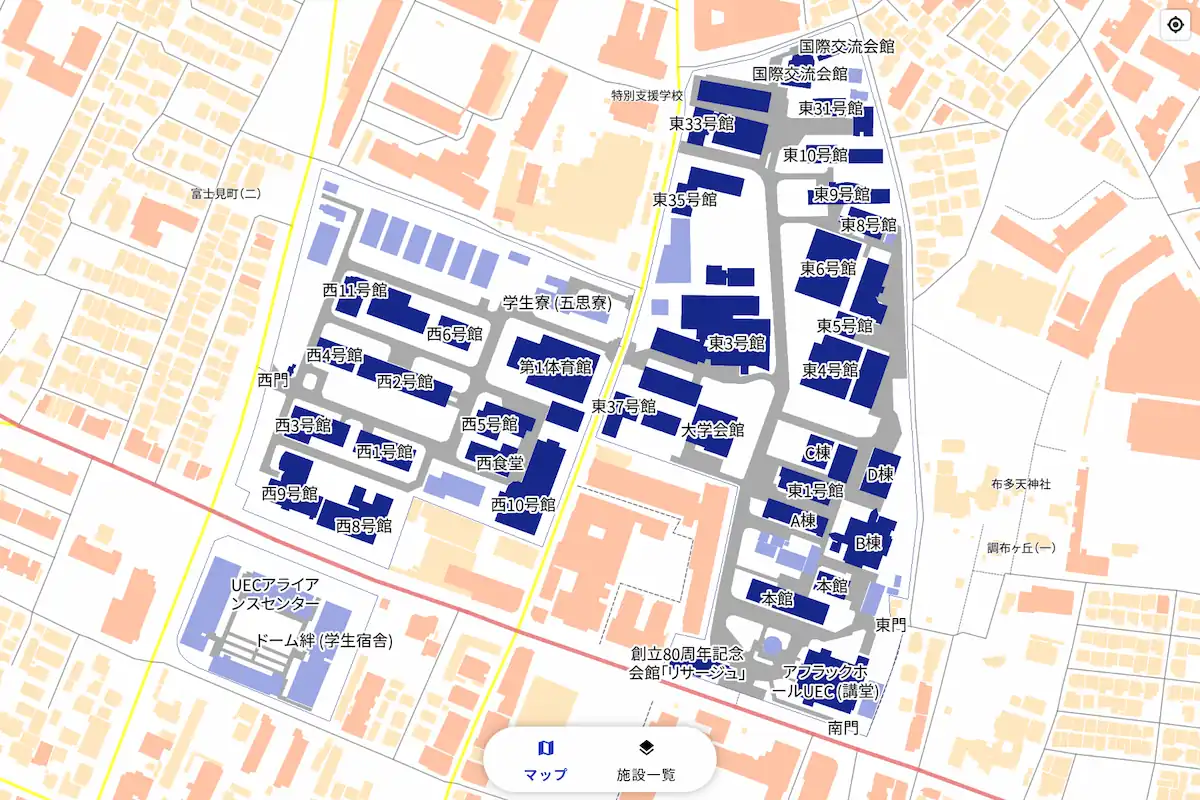 国際交流会館
国際交流会館
特別支援学校
東31号館
東33号館
東10号館
富士見町(二)
東9号館
東35号館
東8号館
東6号館
西11号館
学生寮 (五思寮)
東5号館
西6号館
東3号館
西4号館
第1体育館
東4号館
西門
西2号館
東37号館
西3号館
西5号館
大学会館
西1号館
C棟
西食堂
D棟
布多天神社
西9号館
東1号館
西10号館
A棟
西8号館
B棟
調布ヶ丘(一)
UECアライア
ンスセンター
本館
本館
東門
ドーム絆 (学生宿舎)
創立80周年記念
会館「リサージュ」
アフラックホ
ールUEC (講堂)
南門
マップ
施設一覧